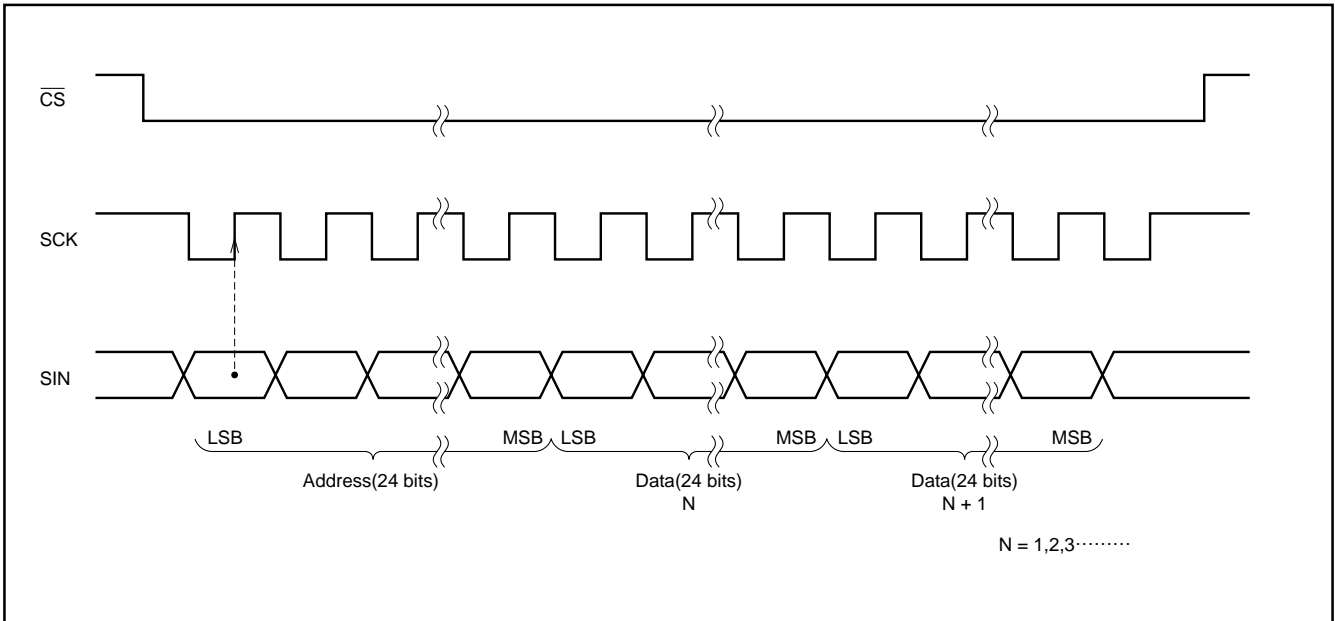 CS
SCK
SIN
LSB MSB LSB MSB LSB MSB
Address(24 bits) Data(24 bits) Data(24 bits)
N N + 1
N = 1,2,3·········